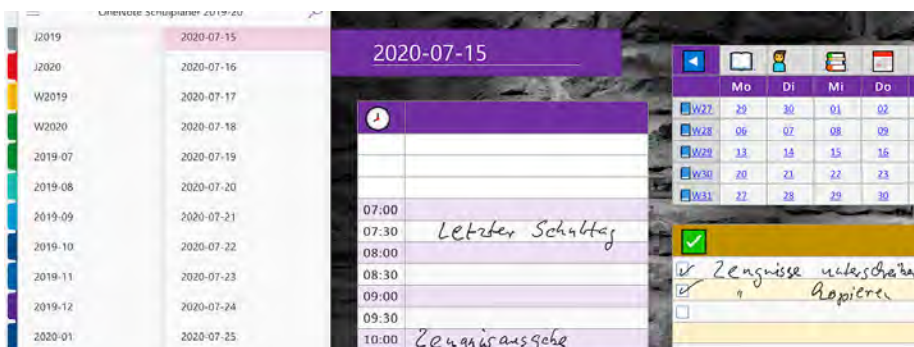 OneNote Schulplaner 2019-20
J2019
J2020
W2019
W2020
2019-07
2019-08
2019-09
2019-10
2019-11
2019-12
2020-01
2020-07-15
2020-07-16
2020-07-17
2020-07-18
2020-07-19
2020-07-20
2020-07-21
2020-07-22
2020-07-23
2020-07-24
2020-07-25
2020-07-15
07:00
07:30 Letzter Schultag
08:00
08:30
09:00
09:30
10:00 Zeugnisausgabe
Mo Di Mi Do
W27 29 30 01 02
W28 06 07 08 09
W29 13 14 15 16
W30 20 21 22 23
W31 27 28 29 30
Zeugnisse unterschreiben
" kopieren